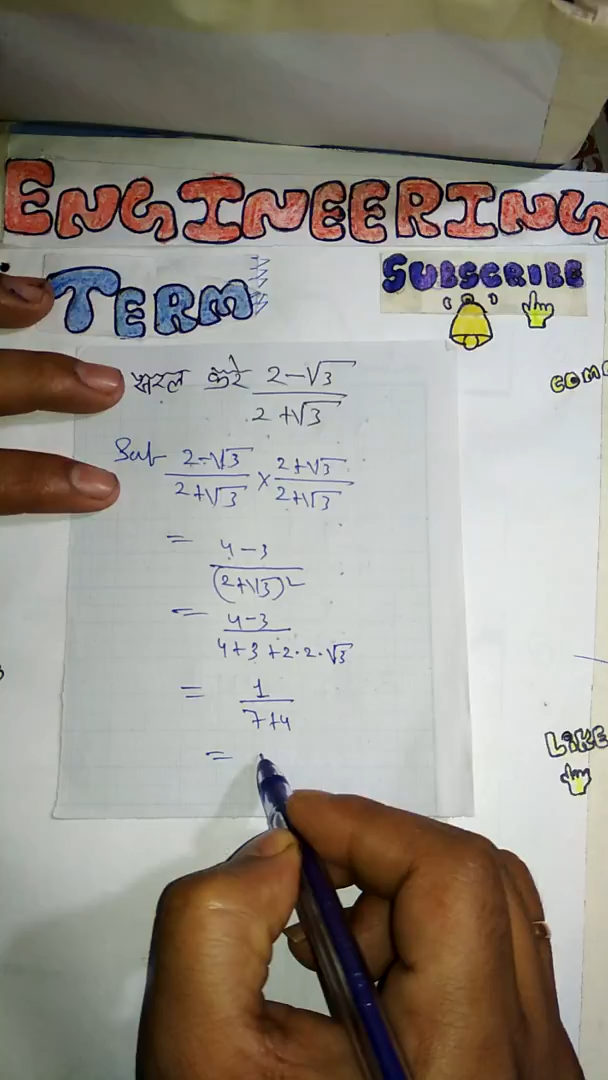 ENGINEERING
TERM
SUBSCRIBE
सरल करे (2-√3)/(2+√3)
(2-√3)/(2+√3) × (2+√3)/(2+√3)
= (4-3)/(2+√3)²
= (4-3)/(4+3+2·2·√3)
= 1/(7+4
=
LIKE